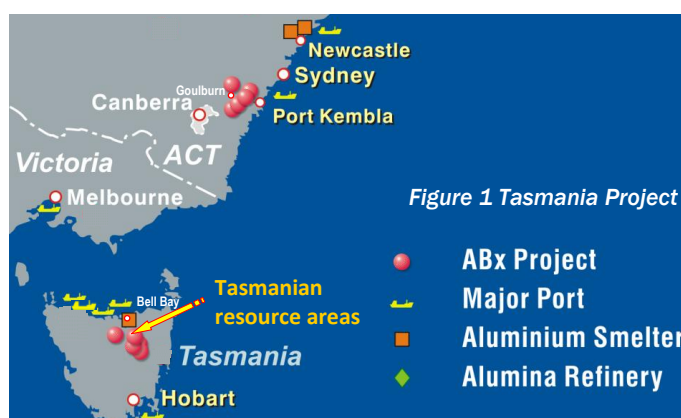 Newcastle
Goulburn
Sydney
Canberra
Port Kembla
Victoria
ACT
Melbourne
Figure 1 Tasmania Project
ABx Project
Bell Bay
Tasmanian
resource areas
Major Port
Aluminium Smelter
Tasmania
Alumina Refinery
Hobart